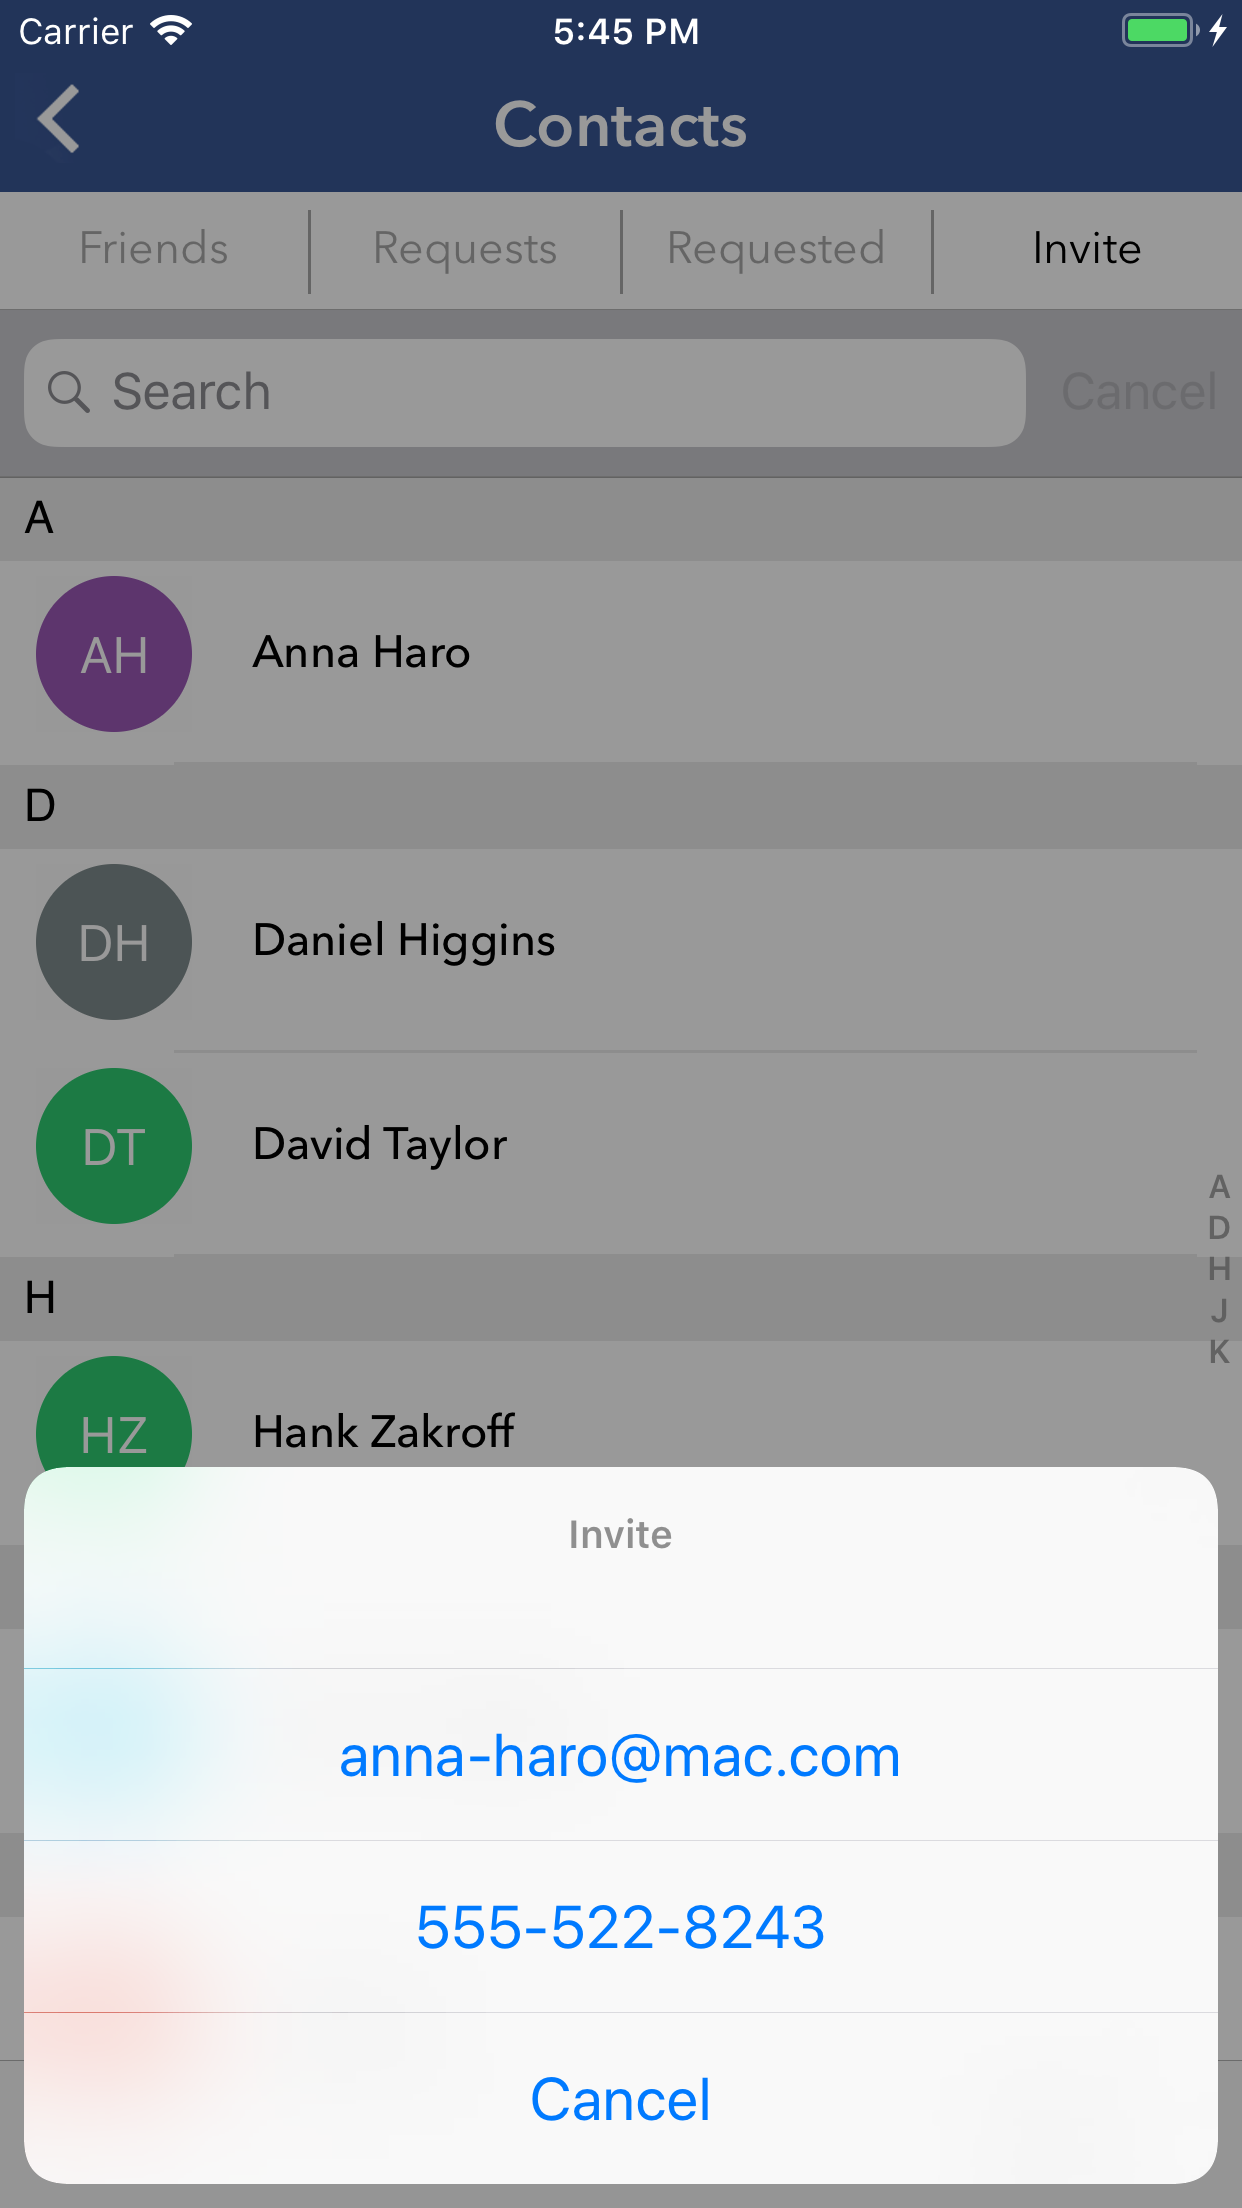 Carrier 5:45 PM
Contacts
Friends Requests Requested Invite
Search Cancel
A
AH Anna Haro
D
DH Daniel Higgins
DT David Taylor
A
D
H
J
K
H
HZ Hank Zakroff
Invite
anna-haro@mac.com
555-522-8243
Cancel